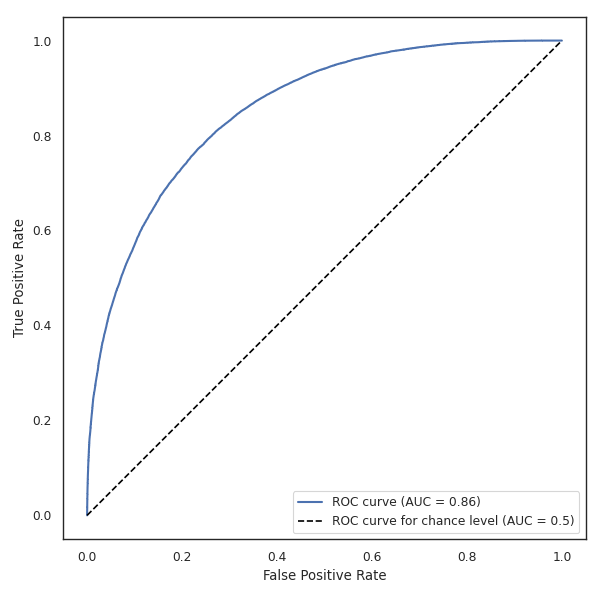 1.0
0.8
0.6
0.4
0.2
0.0
True Positive Rate
ROC curve (AUC = 0.86)
ROC curve for chance level (AUC = 0.5)
0.0 0.2 0.4 0.6 0.8 1.0
False Positive Rate